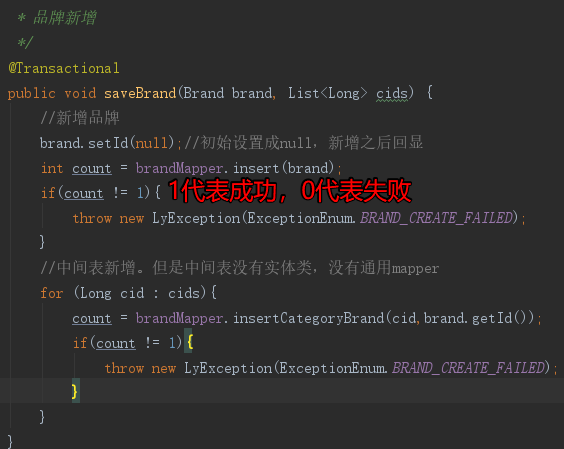 * 品牌新增
*/
@Transactional
public void saveBrand(Brand brand, List<Long> cids) {
//新增品牌
brand.setId(null);//初始设置成null，新增之后回显
int count = brandMapper.insert(brand);
if(count != 1){ 1代表成功，0代表失败
throw new LyException(ExceptionEnum.BRAND_CREATE_FAILED);
}
//中间表新增。但是中间表没有实体类，没有通用mapper
for (Long cid : cids){
count = brandMapper.insertCategoryBrand(cid,brand.getId());
if(count != 1){
throw new LyException(ExceptionEnum.BRAND_CREATE_FAILED);
}
}
}